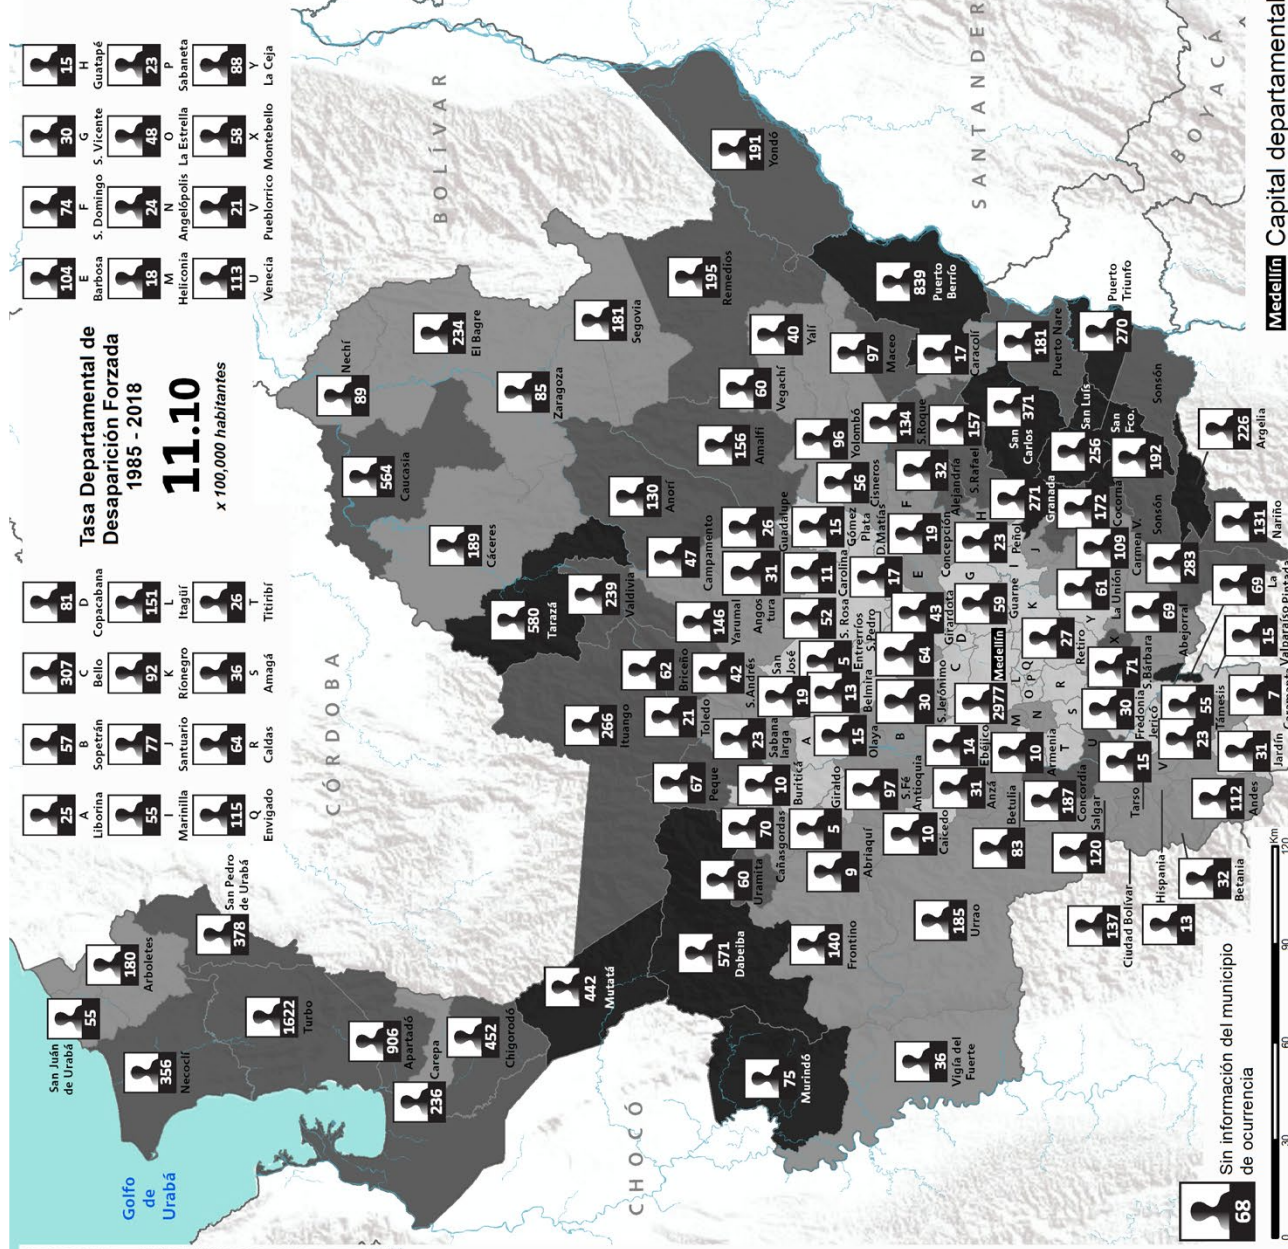 Golfo
de
Urabá
San Juán
de Urabá
55
180
Arboletes
356
Necoclí
378
San Pedro
de Urabá
1622
Turbo
906
Apartadó
236
Carepa
452
Chigorodó
442
Mutatá
CÓRDOBA
CHOCÓ
BOLÍVAR
SANTANDER
BOYACÁ
25
A
Liborina
57
B
Sopetrán
307
C
Bello
81
D
Copacabana
55
I
Marinilla
77
J
Santuario
92
K
Ríonegro
151
L
Itagüí
115
Q
Envigado
64
R
Caldas
36
S
Amagá
26
T
Titiribí
Tasa Departamental de
Desaparición Forzada
1985 - 2018
11.10
x 100,000 habitantes
104
E
Barbosa
74
F
S. Domingo
30
G
S. Vicente
15
H
Guatapé
18
M
Heliconia
24
N
Angelópolis
48
O
La Estrella
23
P
Sabaneta
113
U
Venecia
21
V
Pueblorrico
58
X
Montebello
88
Y
La Ceja
89
Nechí
564
Caucasia
234
El Bagre
189
Cáceres
85
Zaragoza
580
Tarazá
239
Valdivia
181
Segovia
266
Ituango
130
Anorí
195
Remedios
191
Yondó
62
Briceño
47
Campamento
21
Toledo
146
Yarumal
67
Peque
42
S.Andrés
156
Amalfi
60
Vegachí
40
Yalí
571
Dabeiba
60
Uramita
70
Cañasgordas
10
Buriticá
23
Sabana
larga
19
San
José
31
Angos
tura
26
Guadalupe
75
Murindó
140
Frontino
9
Abriaquí
5
Giraldo
A
15
Olaya
13
Belmira
5
Entrerríos
52
S. Rosa
11
Carolina
15
Gómez
Plata
56
Cisneros
96
Yolombó
97
Maceo
839
Puerto
Berrío
97
S.Fé
Antioquia
B
30
S.Jerónimo
64
S.Pedro
17
D.Matías
134
S.Roque
17
Caracolí
36
Vigía del
Fuerte
185
Urrao
10
Caicedo
31
Anzá
14
Ebéjico
2977
Medellín
C
D
43
Girardota
E
19
Concepción
F
32
Alejandría
157
S.Rafael
83
Betulia
10
Armenia
M
N
L
O
P
Q
59
Guarne
G
23
Peñol
H
I
J
K
271
Granada
371
San
Carlos
181
Puerto Nare
187
Concordia
T
S
R
27
Retiro
61
La Unión
Y
109
Carmen V.
172
Cocorná
256
San Luís
192
San
Fco.
270
Puerto
Triunfo
120
Salgar
15
Tarso
U
30
Fredonia
71
S.Bárbara
X
69
Abejorral
283
Sonsón
Sonsón
137
Ciudad Bolívar
13
Hispania
V
23
Jericó
55
Támesis
32
Betania
112
Andes
31
Jardín
7
15
Valparaíso
69
La
Pintada
131
Nariño
226
Argelia
68
Sin información del municipio
de ocurrencia
30
60
90
120
Km
Medellín
Capital departamental